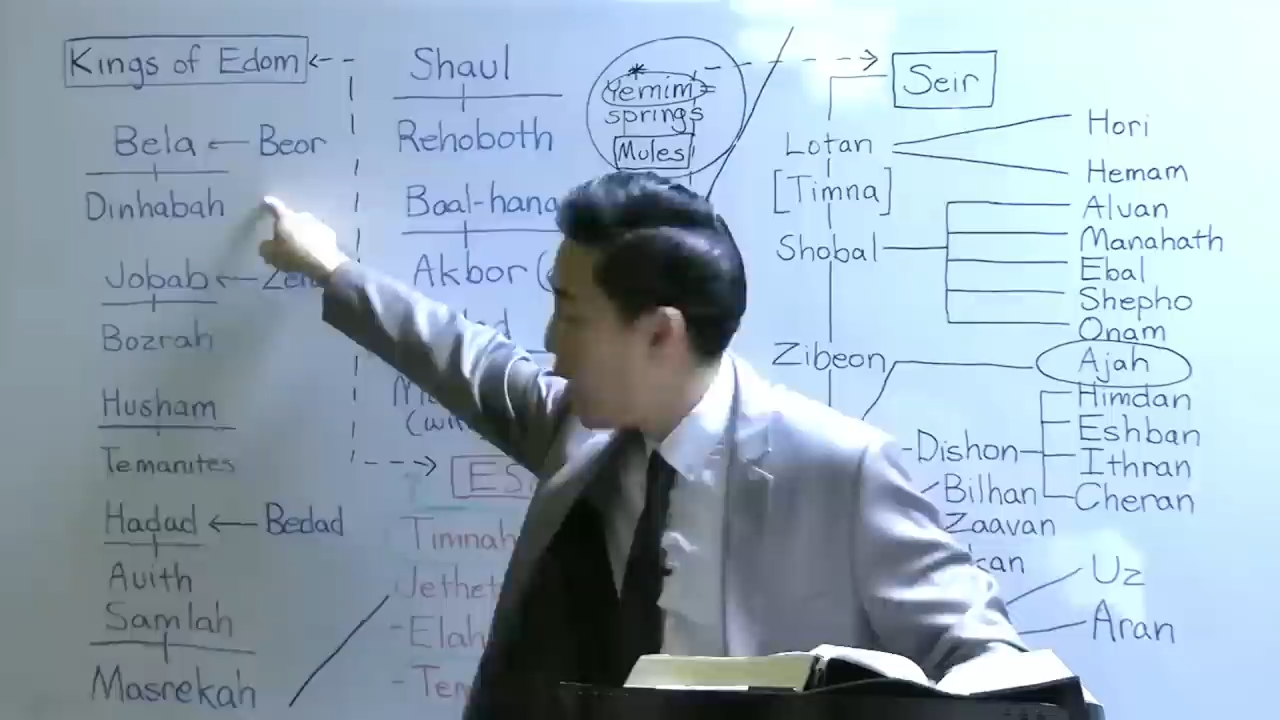 Kings of Edom
Bela ← Beor
Dinhabah
Jobab ←
Bozrah
Husham
Temanites
Hadad ← Bedad
Avith
Samlah
Masrekah
Shaul
Rehoboth
Akbor
Timnah
-Elah
*
Yemim =
springs
Mules
Seir
Lotan
[Timna]
Shobal
Zibeon
Hori
Hemam
Alvan
Manahath
Ebal
Shepho
Onam
Ajah
-Dishon
Himdan
Eshban
Ithran
Cheran
Bilhan
Zaavan
Uz
Aran